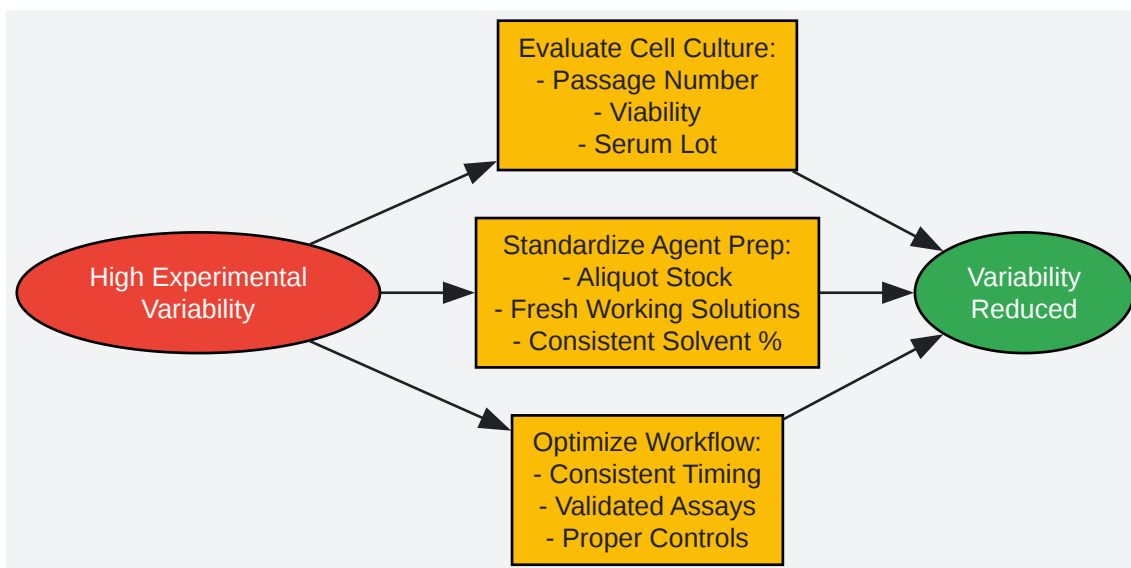 High Experimental
Variability
Evaluate Cell Culture:
- Passage Number
- Viability
- Serum Lot
Standardize Agent Prep:
- Aliquot Stock
- Fresh Working Solutions
- Consistent Solvent %
Optimize Workflow:
- Consistent Timing
- Validated Assays
- Proper Controls
Variability
Reduced